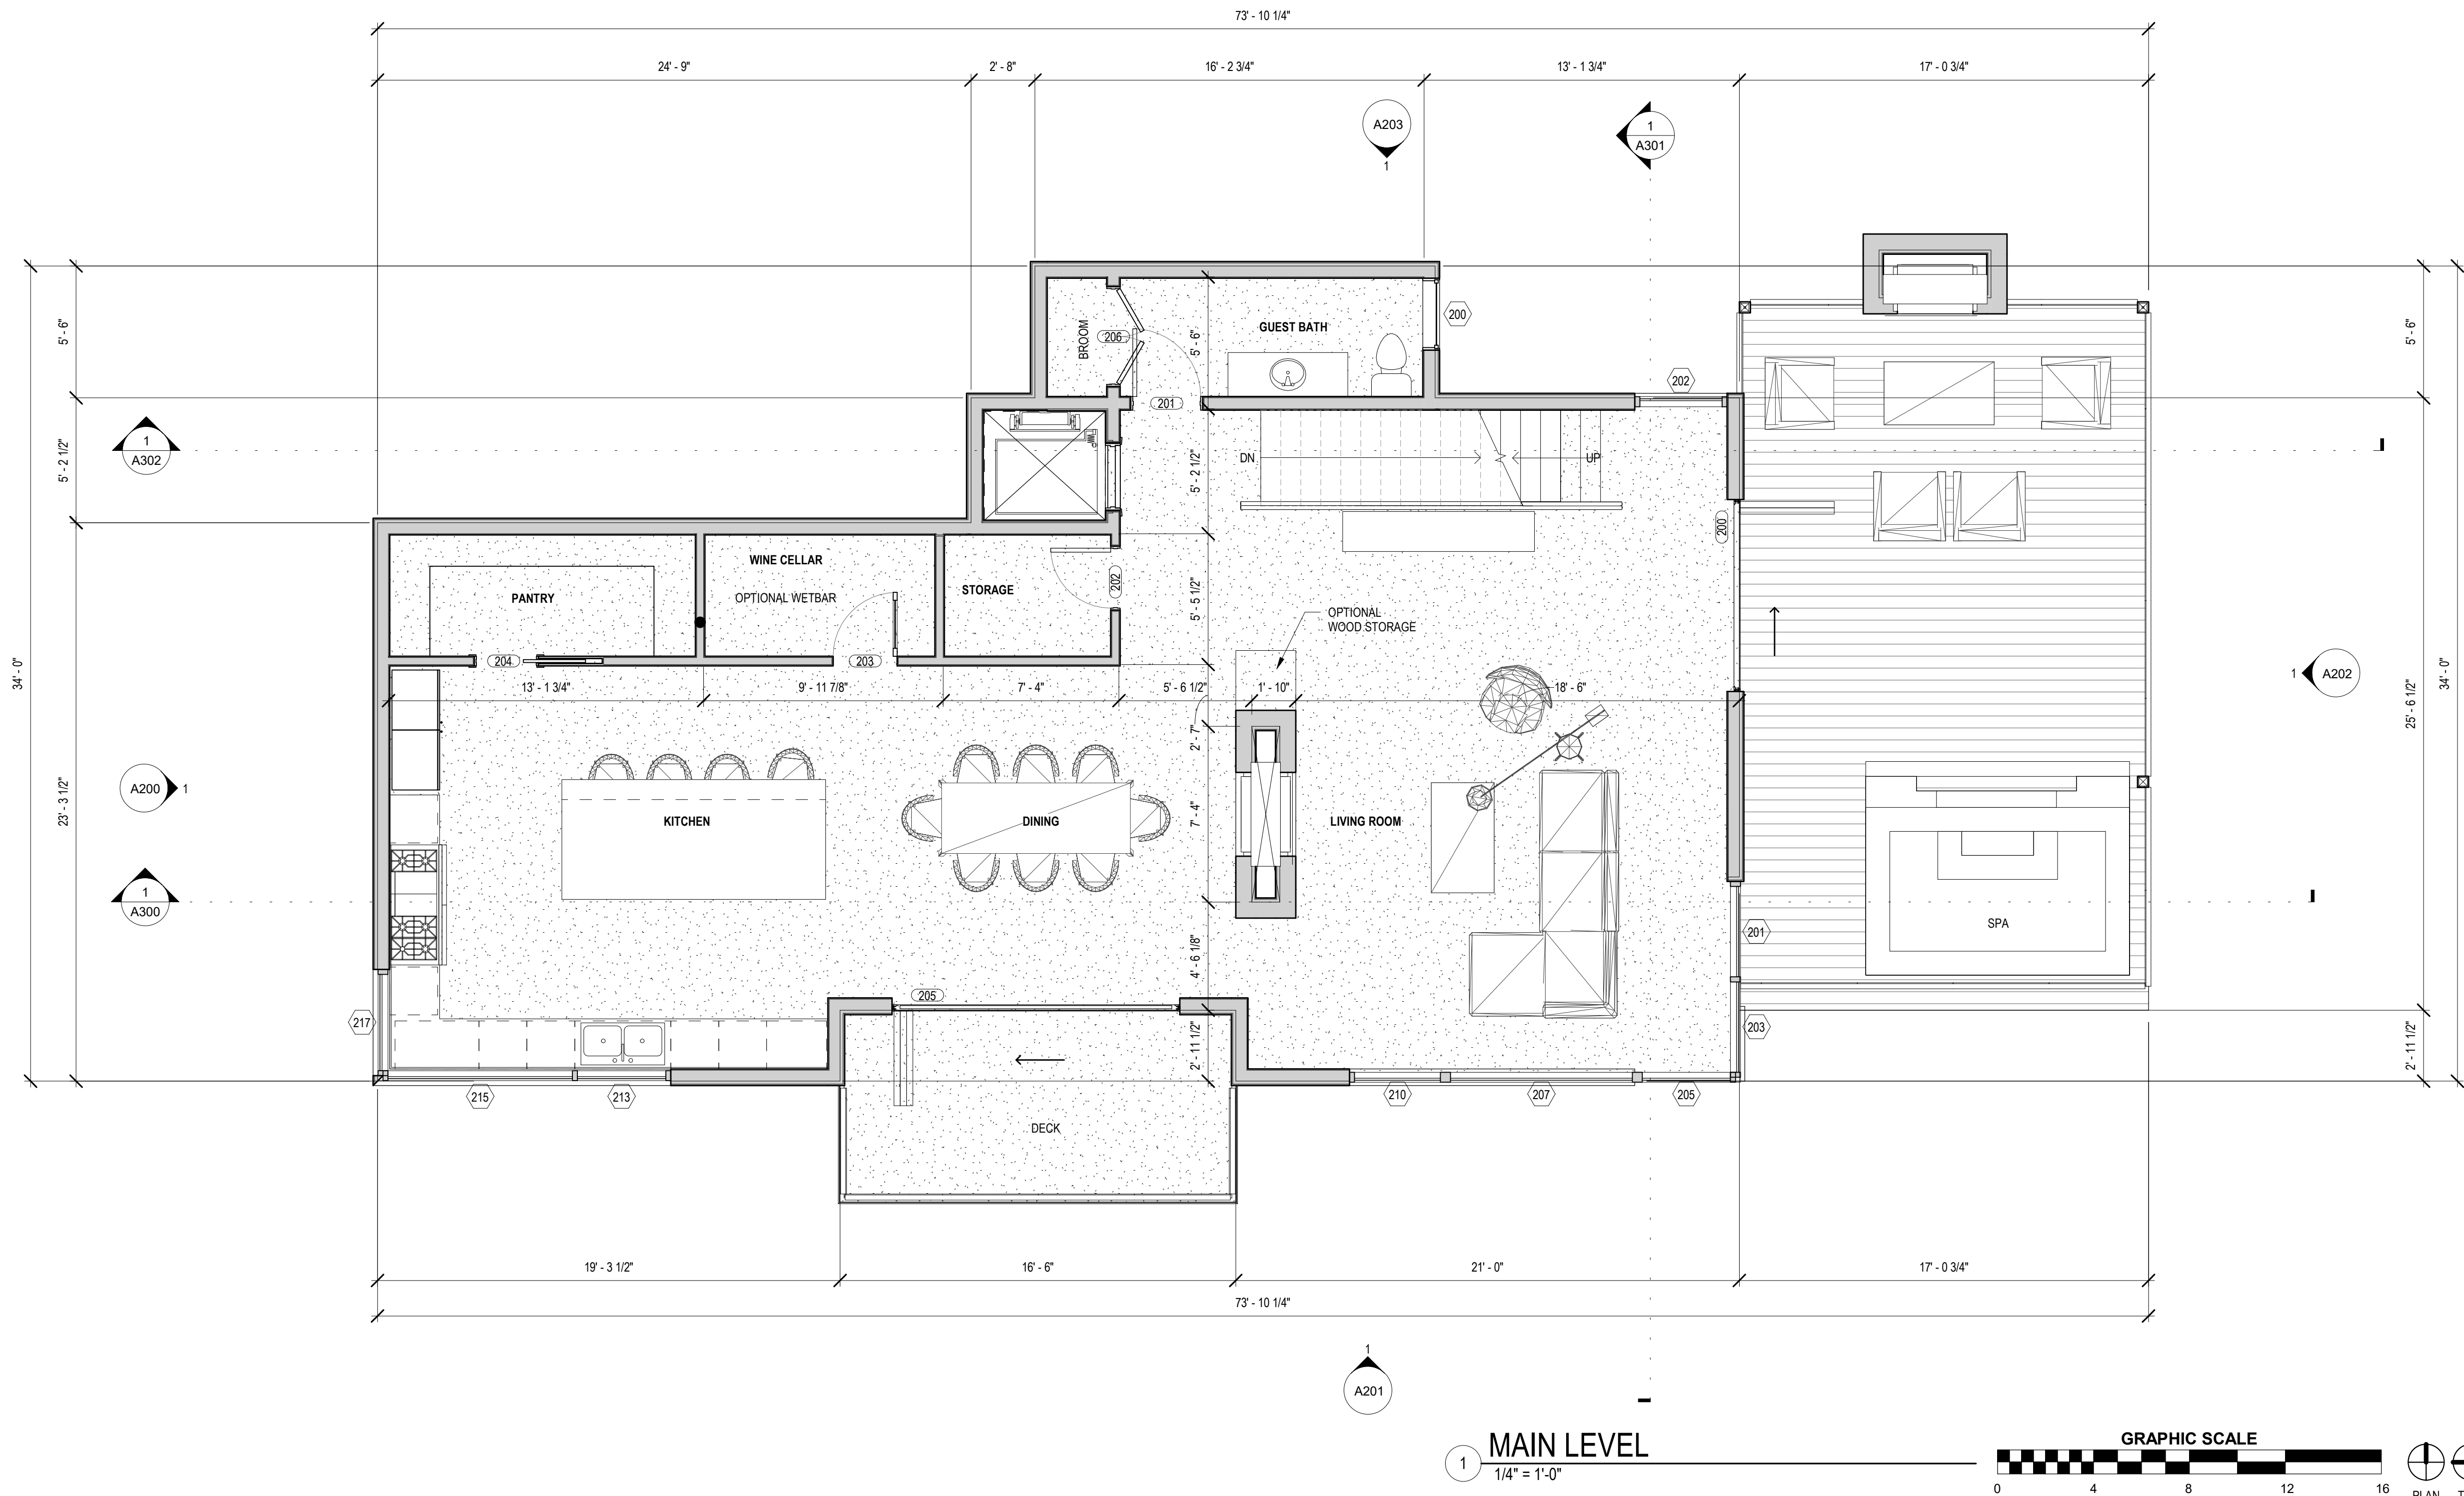 73' - 10 1/4"
24' - 9"
2' - 8"
16' - 2 3/4"
13' - 1 3/4"
17' - 0 3/4"
A203
1
1
A301
5' - 6"
5' - 2 1/2"
23' - 3 1/2"
34' - 0"
1
A302
A200
1
1
A300
BROOM
206
5' - 6"
GUEST BATH
200
201
202
5' - 6"
25' - 6 1/2"
34' - 0"
2' - 11 1/2"
DN
UP
5' - 2 1/2"
200
WINE CELLAR
OPTIONAL WETBAR
PANTRY
STORAGE
202
5' - 5 1/2"
OPTIONAL
WOOD STORAGE
204
203
13' - 1 3/4"
9' - 11 7/8"
7' - 4"
5' - 6 1/2"
1' - 10"
18' - 6"
1
A202
2' - 7"
7' - 4"
KITCHEN
DINING
LIVING ROOM
SPA
201
4' - 6 1/8"
205
217
203
2' - 11 1/2"
215
213
210
207
205
DECK
19' - 3 1/2"
16' - 6"
21' - 0"
17' - 0 3/4"
73' - 10 1/4"
1
A201
1
MAIN LEVEL
1/4" = 1'-0"
GRAPHIC SCALE
0
4
8
12
16